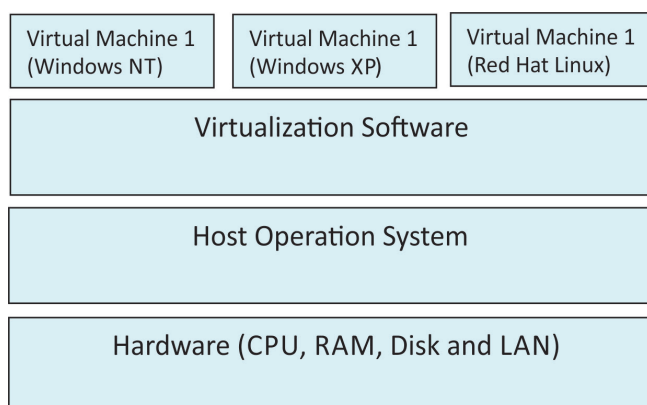 Virtual Machine 1
(Windows NT)
Virtual Machine 1
(Windows XP)
Virtual Machine 1
(Red Hat Linux)
Virtualization Software
Host Operation System
Hardware (CPU, RAM, Disk and LAN)